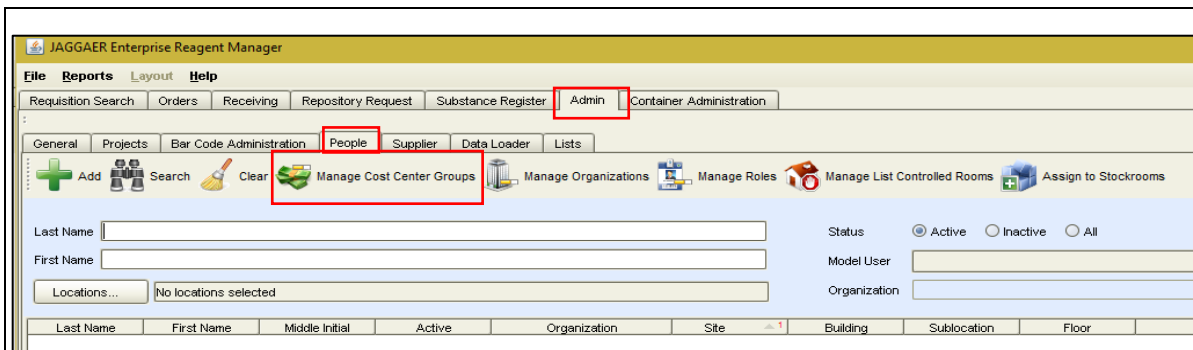 JAGGAER Enterprise Reagent Manager
File Reports Layout Help
Requisition Search Orders Receiving Repository Request Substance Register Admin Container Administration
General Projects Bar Code Administration People Supplier Data Loader Lists
Add Search Clear Manage Cost Center Groups Manage Organizations Manage Roles Manage List Controlled Rooms Assign to Stockrooms
Last Name Status Active Inactive All
First Name Model User
Locations... No locations selected Organization
Last Name First Name Middle Initial Active Organization Site 1 Building Sublocation Floor